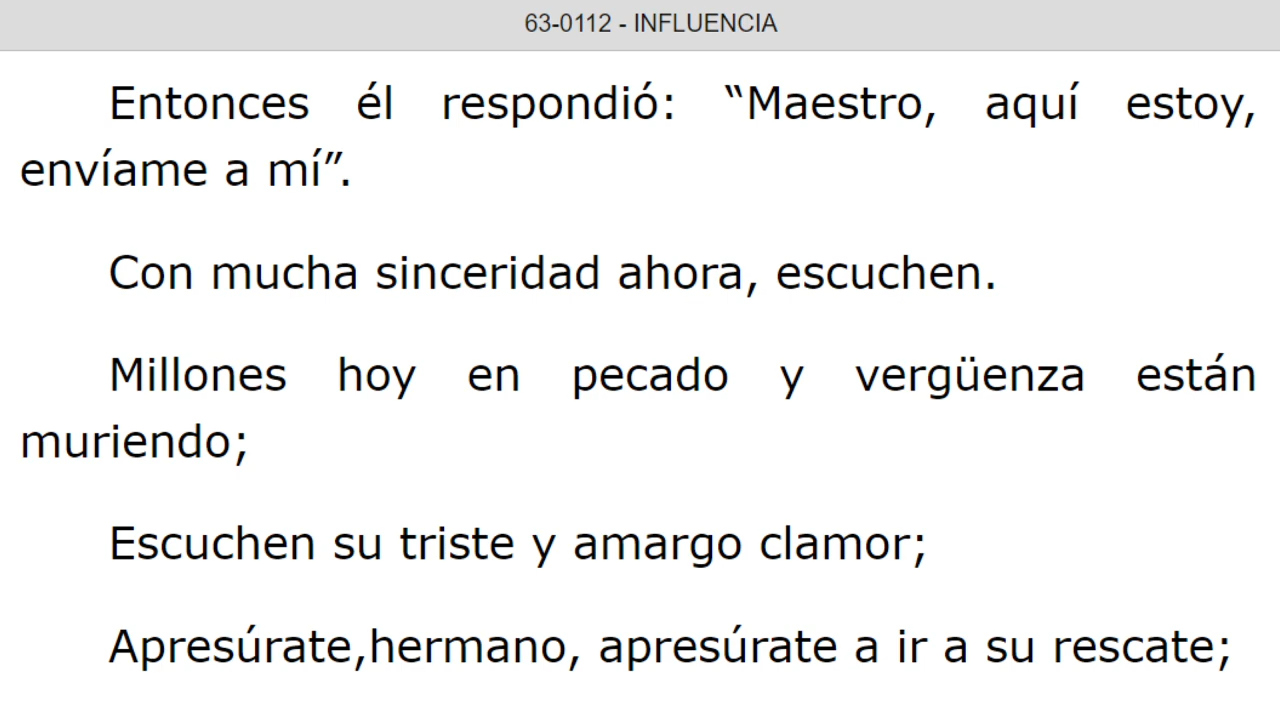 63-0112 - INFLUENCIA
Entonces él respondió: “Maestro, aquí estoy,
envíame a mí”.
Con mucha sinceridad ahora, escuchen.
Millones hoy en pecado y vergüenza están
muriendo;
Escuchen su triste y amargo clamor;
Apresúrate,hermano, apresúrate a ir a su rescate;